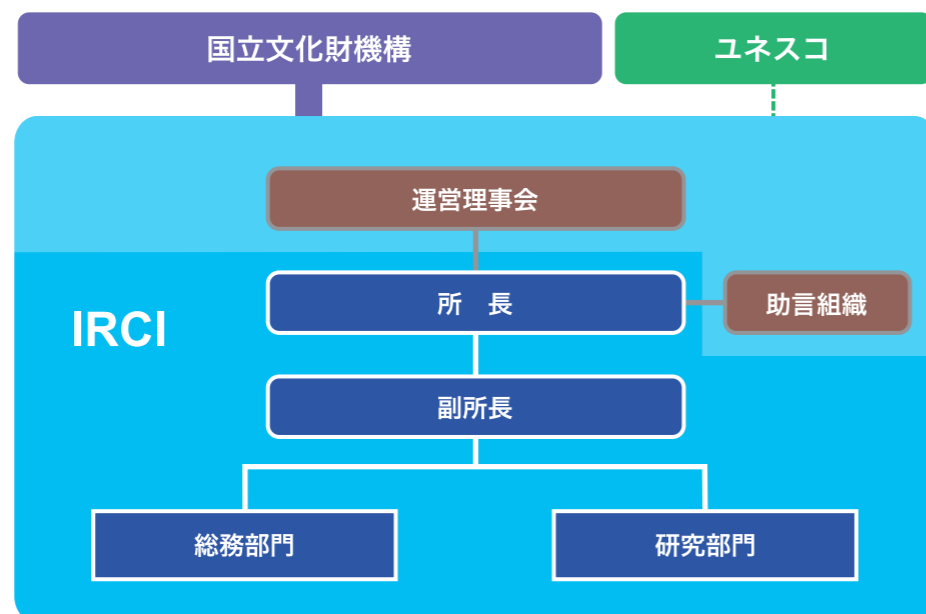 国立文化財機構
ユネスコ
運営理事会
所　長
助言組織
IRCI
副所長
総務部門
研究部門